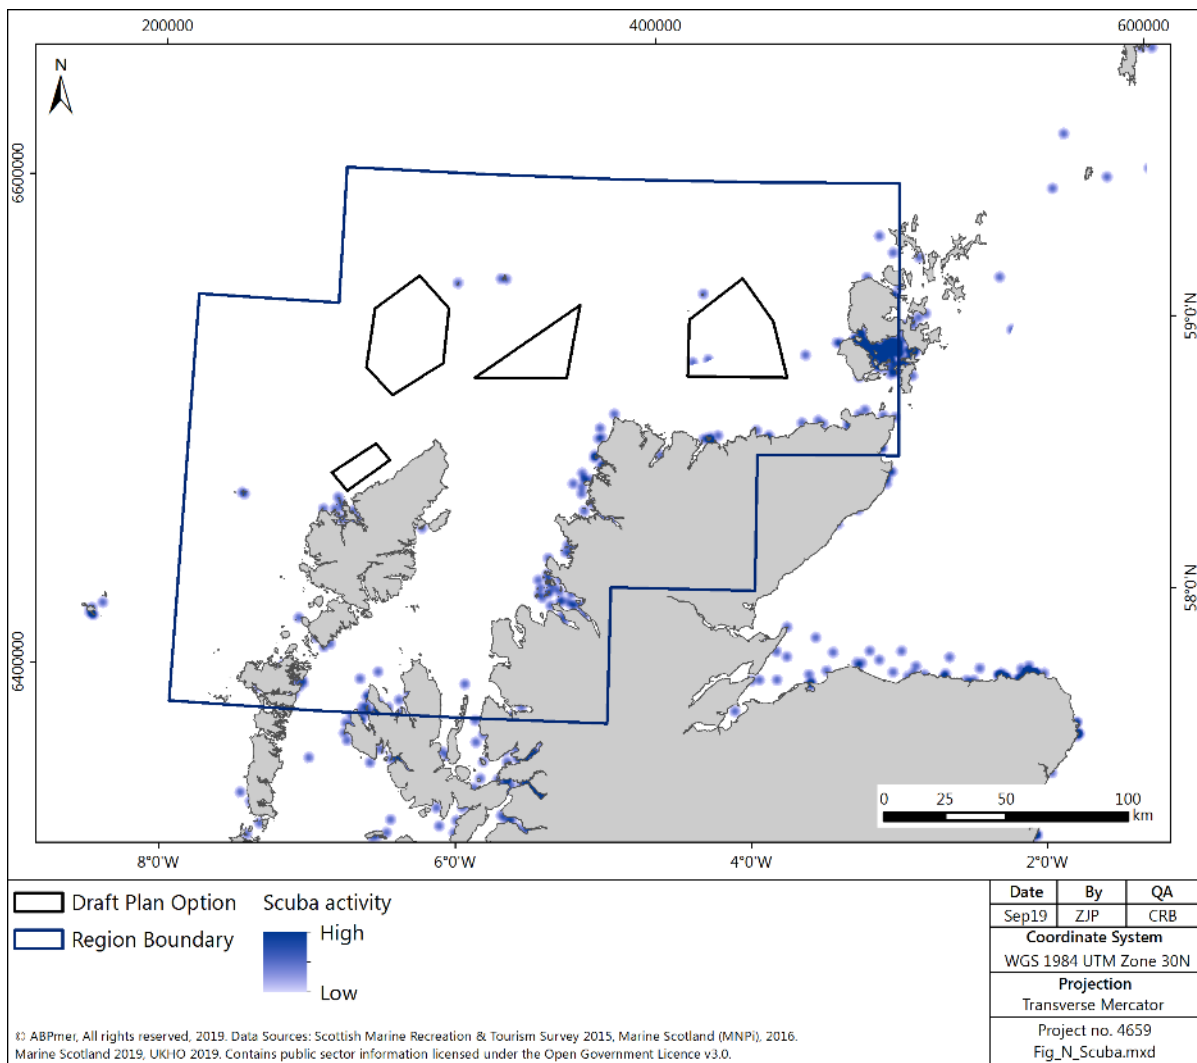 200000 400000 600000
N
6600000
59°0'N
58°0'N
6400000
0 25 50 100
km
8°0'W 6°0'W 4°0'W 2°0'W
Draft Plan Option
Region Boundary
Scuba activity
High
Low
Date By QA
Sep19 ZJP CRB
Coordinate System
WGS 1984 UTM Zone 30N
Projection
Transverse Mercator
Project no. 4659
Fig_N_Scuba.mxd
© ABPmer, All rights reserved, 2019. Data Sources: Scottish Marine Recreation & Tourism Survey 2015, Marine Scotland (MNPi), 2016.
Marine Scotland 2019, UKHO 2019. Contains public sector information licensed under the Open Government Licence v3.0.